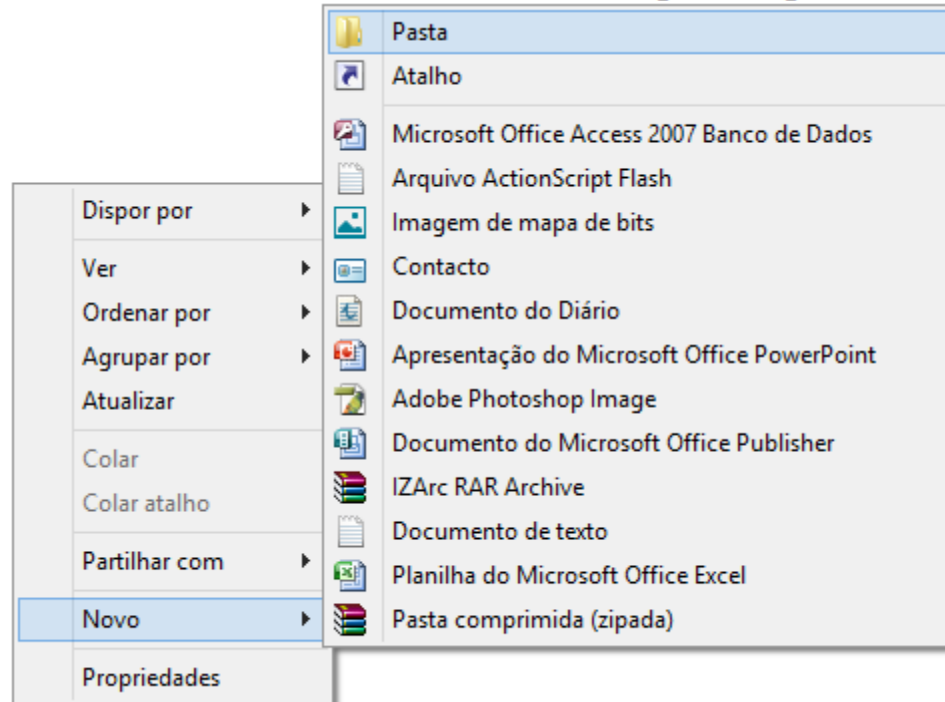 Pasta
Atalho
Microsoft Office Access 2007 Banco de Dados
Arquivo ActionScript Flash
Imagem de mapa de bits
Contacto
Documento do Diário
Apresentação do Microsoft Office PowerPoint
Adobe Photoshop Image
Documento do Microsoft Office Publisher
IZArc RAR Archive
Documento de texto
Planilha do Microsoft Office Excel
Pasta comprimida (zipada)
Dispor por
Ver
Ordenar por
Agrupar por
Atualizar
Colar
Colar atalho
Partilhar com
Novo
Propriedades